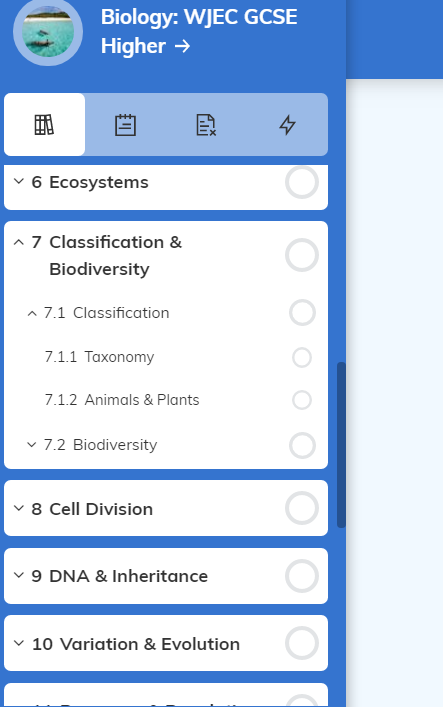 Biology: WJEC GCSE
Higher →
6 Ecosystems
7 Classification &
Biodiversity
7.1 Classification
7.1.1 Taxonomy
7.1.2 Animals & Plants
7.2 Biodiversity
8 Cell Division
9 DNA & Inheritance
10 Variation & Evolution